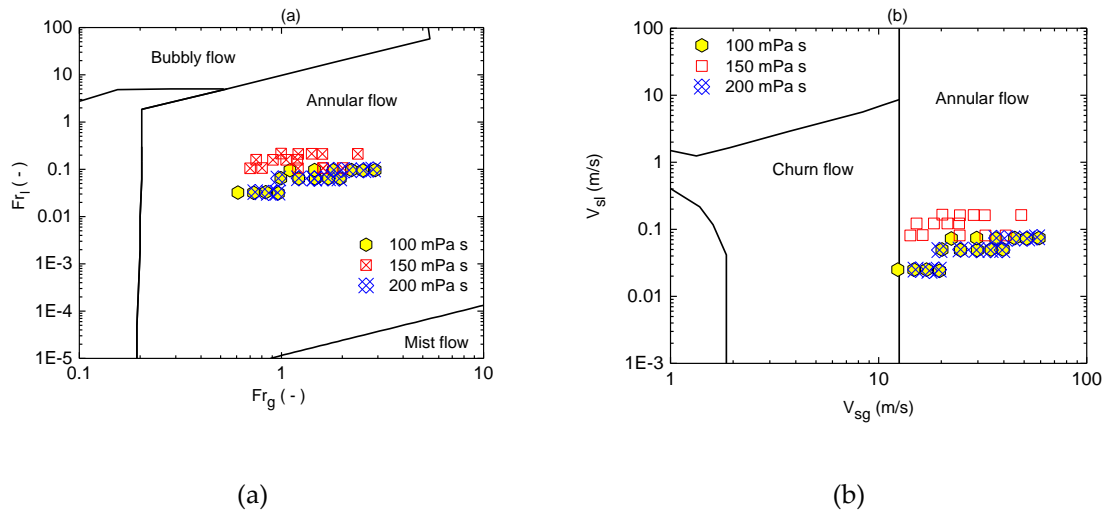 (a)
100
10
1
0.1
0.01
1E-3
1E-4
1E-5
0.1
1
10
Fr_l ( - )
Fr_g ( - )
Bubbly flow
Annular flow
100 mPa s
150 mPa s
200 mPa s
Mist flow
(b)
100
10
1
0.1
0.01
1E-3
1
10
100
V_sl (m/s)
V_sg (m/s)
100 mPa s
150 mPa s
200 mPa s
Annular flow
Churn flow
(a)
(b)